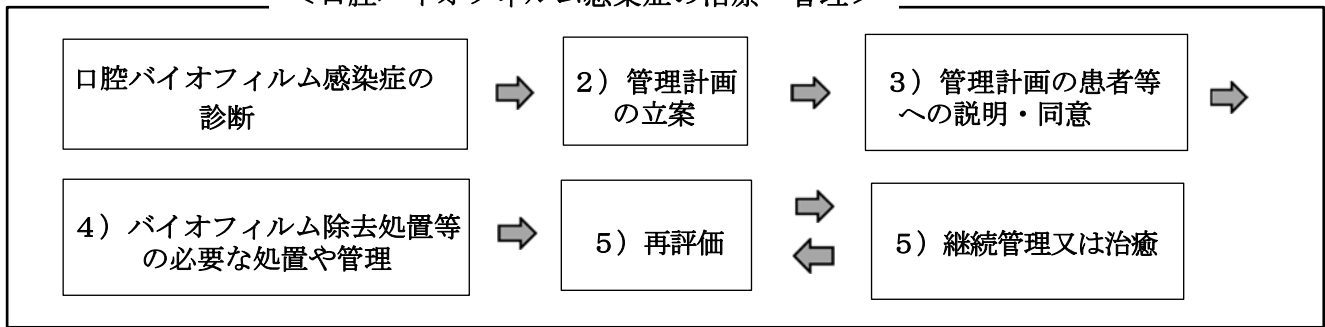 口腔バイオフィルム感染症の
診断
2）管理計画
の立案
3）管理計画の患者等
への説明・同意
4）バイオフィルム除去処置等
の必要な処置や管理
5）再評価
5）継続管理又は治癒